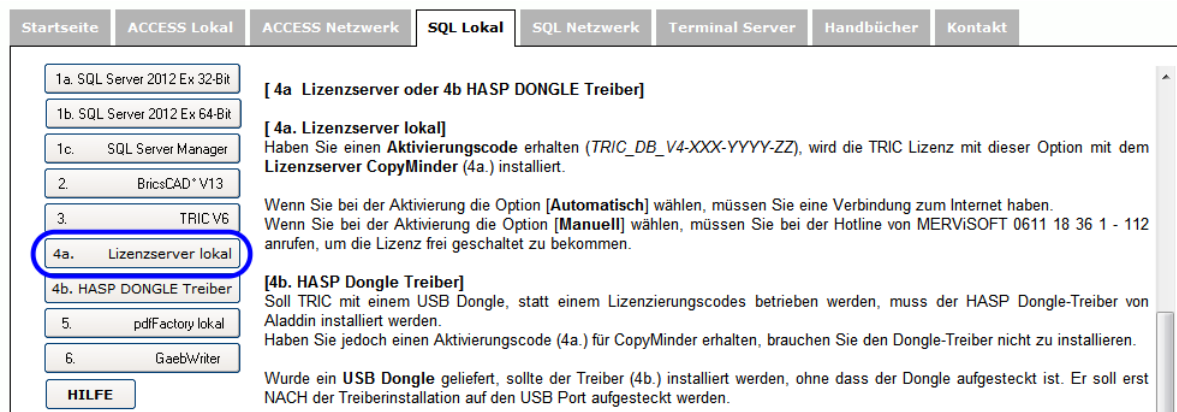 Startseite ACCESS Lokal ACCESS Netzwerk SQL Lokal SQL Netzwerk Terminal Server Handbücher Kontakt
1a. SQL Server 2012 Ex 32-Bit
1b. SQL Server 2012 Ex 64-Bit
1c. SQL Server Manager
2. BricsCAD* V13
3. TRIC V6
4a. Lizenzserver lokal
4b. HASP DONGLE Treiber
5. pdfFactory lokal
6. GaebWriter
HILFE
[ 4a Lizenzserver oder 4b HASP DONGLE Treiber]
[ 4a. Lizenzserver lokal]
Haben Sie einen Aktivierungscode erhalten (TRIC_DB_V4-XXX-YYYY-ZZ), wird die TRIC Lizenz mit dieser Option mit dem
Lizenzserver CopyMinder (4a.) installiert.
Wenn Sie bei der Aktivierung die Option [Automatisch] wählen, müssen Sie eine Verbindung zum Internet haben.
Wenn Sie bei der Aktivierung die Option [Manuell] wählen, müssen Sie bei der Hotline von MERViSOFT 0611 18 36 1 - 112
anrufen, um die Lizenz frei geschaltet zu bekommen.
[4b. HASP Dongle Treiber]
Soll TRIC mit einem USB Dongle, statt einem Lizenzierungscodes betrieben werden, muss der HASP Dongle-Treiber von
Aladdin installiert werden.
Haben Sie jedoch einen Aktivierungscode (4a.) für CopyMinder erhalten, brauchen Sie den Dongle-Treiber nicht zu installieren.
Wurde ein USB Dongle geliefert, sollte der Treiber (4b.) installiert werden, ohne dass der Dongle aufgesteckt ist. Er soll erst
NACH der Treiberinstallation auf den USB Port aufgesteckt werden.